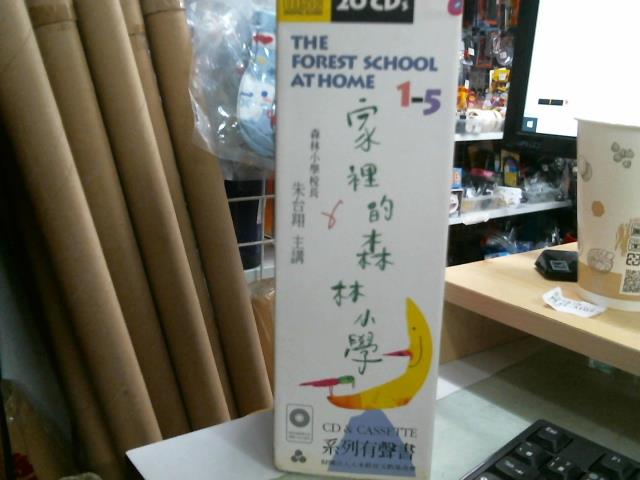 20 CDs
THE
FOREST SCHOOL
AT HOME
1-5
家裡的森林小學
森林小學校長
朱台翔 主講
CD & CASSETTE
系列有聲書